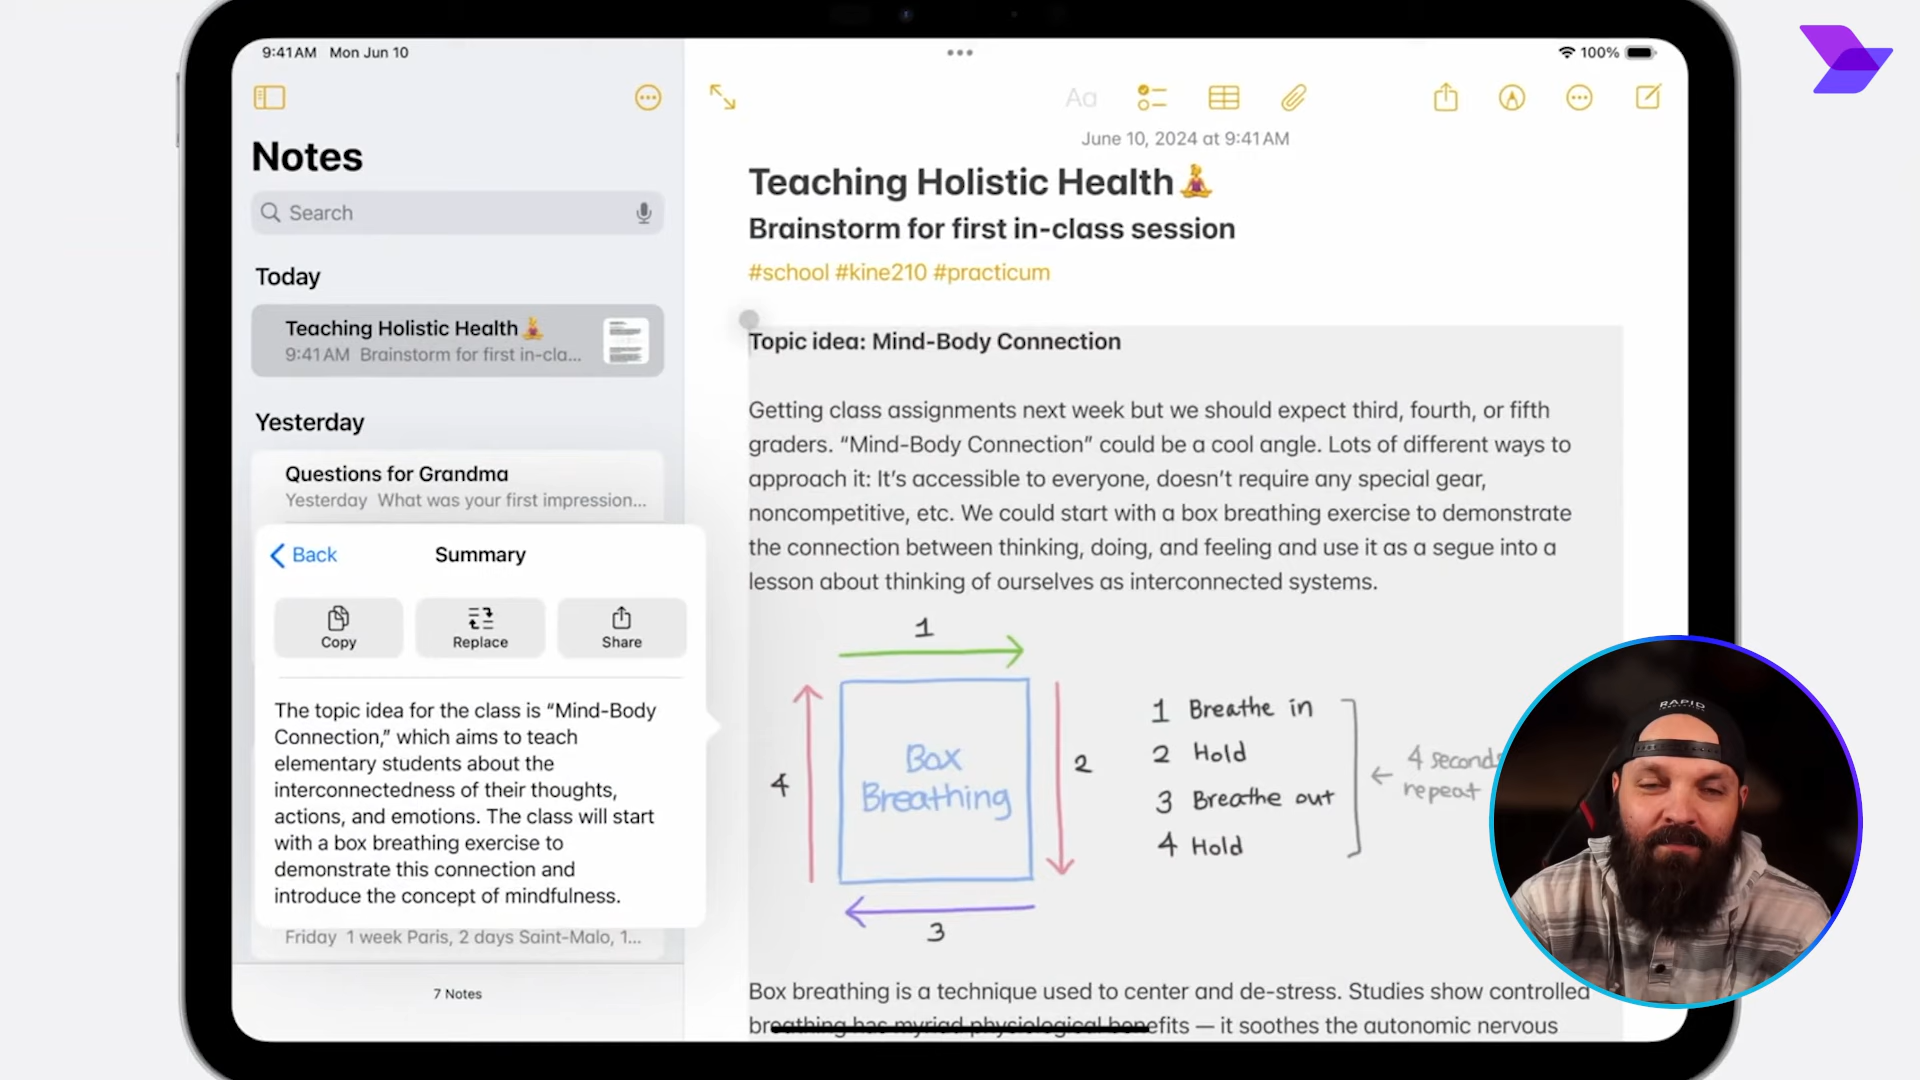 9:41 AM Mon Jun 10
100%
Notes
Search
Today
Teaching Holistic Health
9:41 AM Brainstorm for first in-cla...
Yesterday
Questions for Grandma
Yesterday What was your first impression...
Back
Summary
Copy
Replace
Share
The topic idea for the class is “Mind-Body
Connection,” which aims to teach
elementary students about the
interconnectedness of their thoughts,
actions, and emotions. The class will start
with a box breathing exercise to
demonstrate this connection and
introduce the concept of mindfulness.
Friday 1 week Paris, 2 days Saint-Malo, 1...
7 Notes
Aa
June 10, 2024 at 9:41 AM
Teaching Holistic Health
Brainstorm for first in-class session
#school #kine210 #practicum
Topic idea: Mind-Body Connection
Getting class assignments next week but we should expect third, fourth, or fifth
graders. “Mind-Body Connection” could be a cool angle. Lots of different ways to
approach it: It’s accessible to everyone, doesn’t require any special gear,
noncompetitive, etc. We could start with a box breathing exercise to demonstrate
the connection between thinking, doing, and feeling and use it as a segue into a
lesson about thinking of ourselves as interconnected systems.
1
4
Box
Breathing
2
3
1 Breathe in
2 Hold
3 Breathe out
4 Hold
4 seconds
repeat
Box breathing is a technique used to center and de-stress. Studies show controlled
breathing has myriad physiological benefits — it soothes the autonomic nervous
RAPID